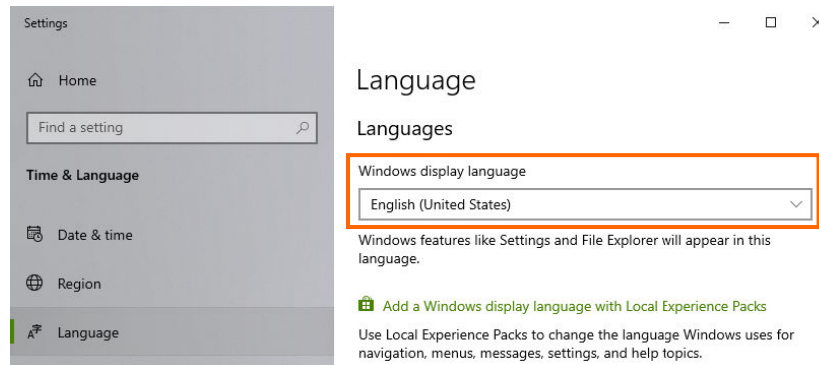 Settings
Home
Find a setting
Time & Language
Date & time
Region
Language
Language
Languages
Windows display language
English (United States)
Windows features like Settings and File Explorer will appear in this
language.
Add a Windows display language with Local Experience Packs
Use Local Experience Packs to change the language Windows uses for
navigation, menus, messages, settings, and help topics.